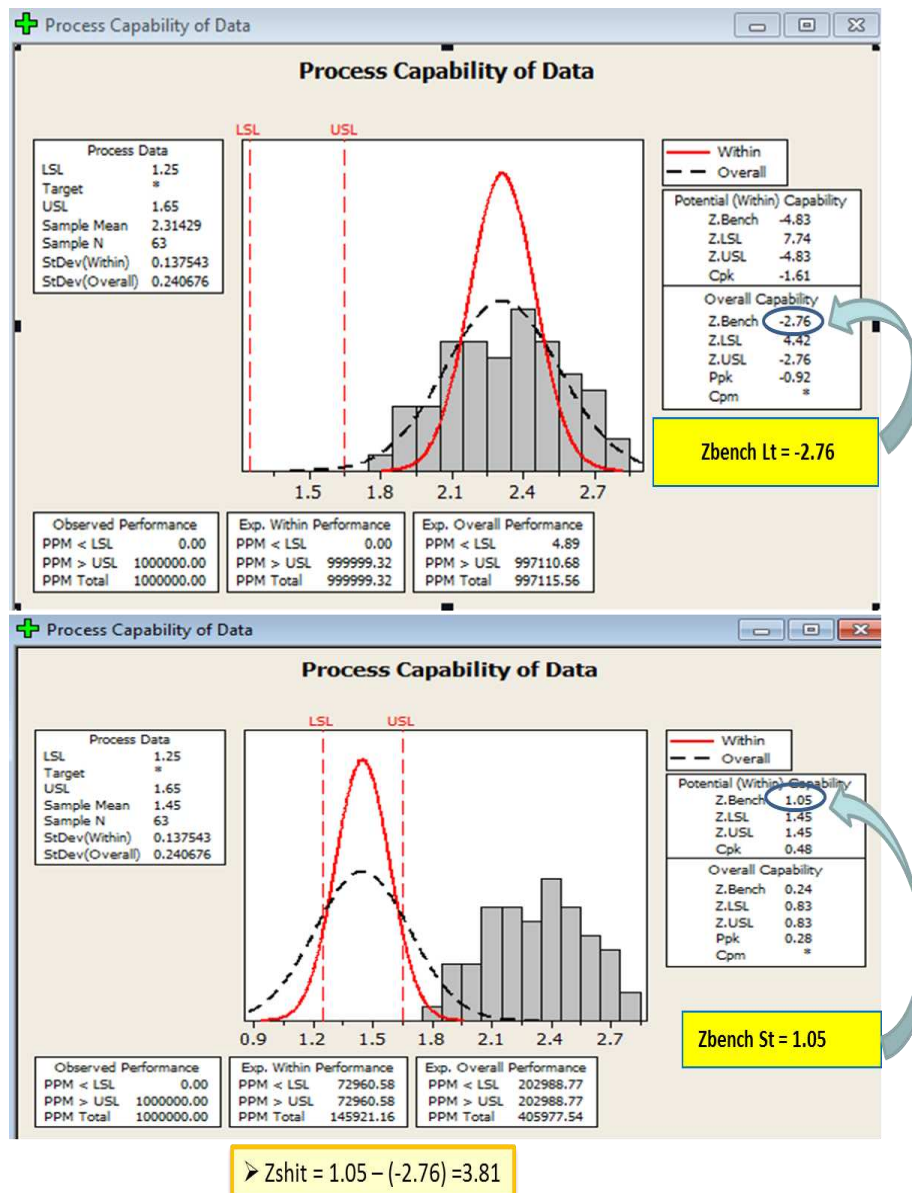 Process Capability of Data
Process Capability of Data
LSL USL
Process Data
LSL 1.25
Target *
USL 1.65
Sample Mean 2.31429
Sample N 63
StDev(Within) 0.137543
StDev(Overall) 0.240676
Within
Overall
Potential (Within) Capability
Z.Bench -4.83
Z.LSL 7.74
Z.USL -4.83
Cpk -1.61
Overall Capability
Z.Bench -2.76
Z.LSL 4.42
Z.USL -2.76
Ppk -0.92
Cpm *
Zbench Lt = -2.76
1.5 1.8 2.1 2.4 2.7
Observed Performance
PPM < LSL 0.00
PPM > USL 1000000.00
PPM Total 1000000.00
Exp. Within Performance
PPM < LSL 0.00
PPM > USL 999999.32
PPM Total 999999.32
Exp. Overall Performance
PPM < LSL 4.89
PPM > USL 997110.68
PPM Total 997115.56
Process Capability of Data
Process Capability of Data
LSL USL
Process Data
LSL 1.25
Target *
USL 1.65
Sample Mean 1.45
Sample N 63
StDev(Within) 0.137543
StDev(Overall) 0.240676
Within
Overall
Potential (Within) Capability
Z.Bench 1.05
Z.LSL 1.45
Z.USL 1.45
Cpk 0.48
Overall Capability
Z.Bench 0.24
Z.LSL 0.83
Z.USL 0.83
Ppk 0.28
Cpm *
Zbench St = 1.05
0.9 1.2 1.5 1.8 2.1 2.4 2.7
Observed Performance
PPM < LSL 0.00
PPM > USL 1000000.00
PPM Total 1000000.00
Exp. Within Performance
PPM < LSL 72960.58
PPM > USL 72960.58
PPM Total 145921.16
Exp. Overall Performance
PPM < LSL 202988.77
PPM > USL 202988.77
PPM Total 405977.54
➢ Zshit = 1.05 – (-2.76) =3.81